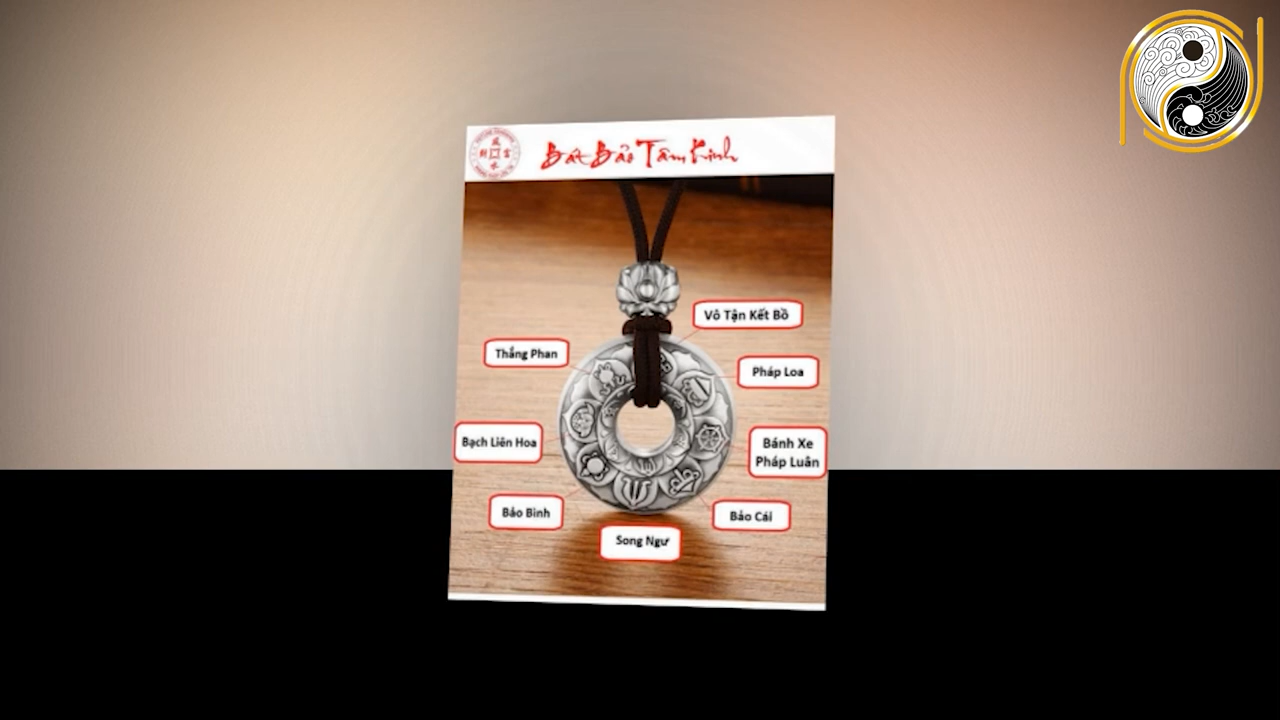 Bát Bảo Tâm Kinh
Vô Tận Kết Bồ
Thắng Phan
Pháp Loa
Bạch Liên Hoa
Bánh Xe
Pháp Luân
Bảo Bình
Bảo Cái
Song Ngư